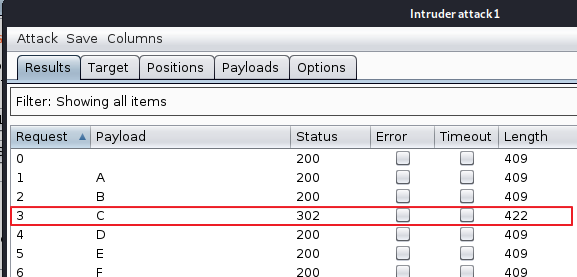 Intruder attack1
Attack Save Columns
Results Target Positions Payloads Options
Filter: Showing all items
Request Payload Status Error Timeout Length
0 200 409
1 A 200 409
2 B 200 409
3 C 302 422
4 D 200 409
5 E 200 409
6 F 200 409